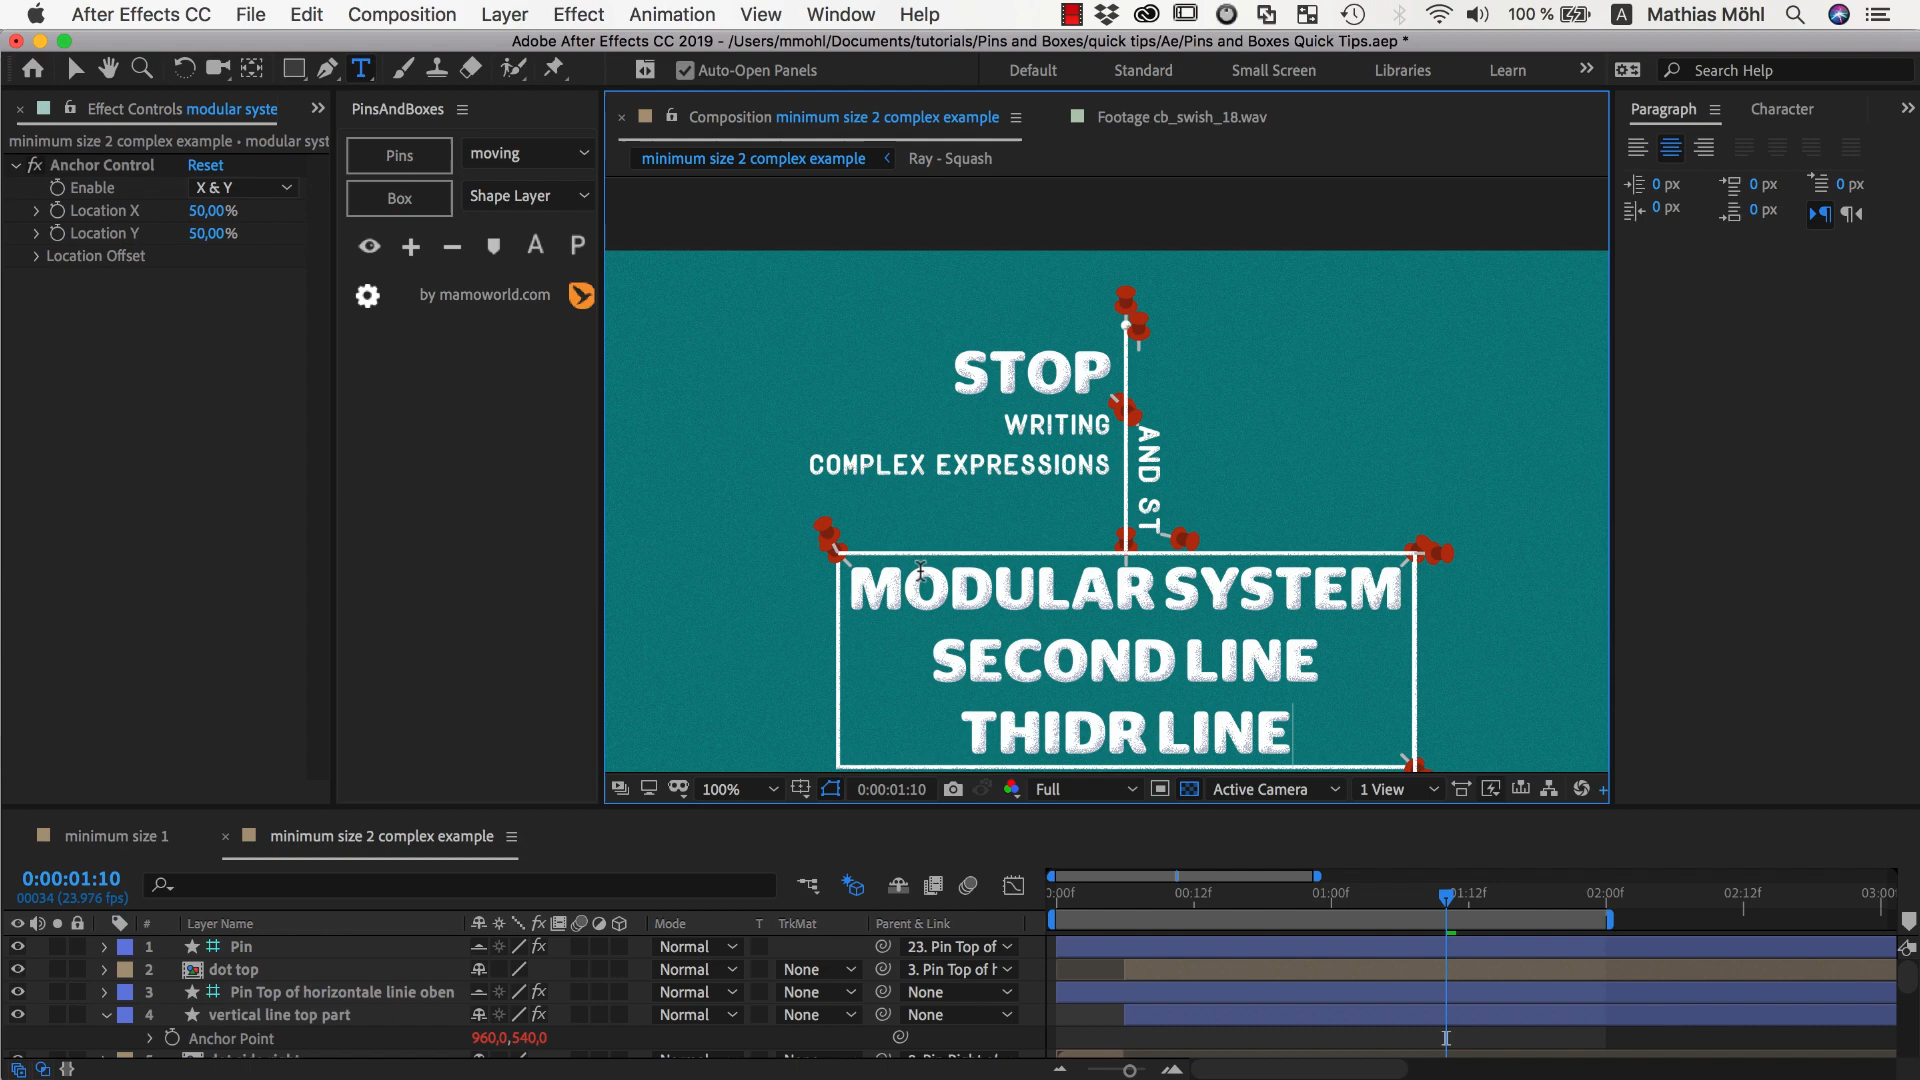 After Effects CC File Edit Composition Layer Effect Animation View Window Help 100 % A Mathias Möhl
Adobe After Effects CC 2019 - /Users/mmohl/Documents/tutorials/Pins and Boxes/quick tips/Ae/Pins and Boxes Quick Tips.aep *
Auto-Open Panels Default Standard Small Screen Libraries Learn Search Help
Effect Controls modular syste
PinsAndBoxes
Composition minimum size 2 complex example
Footage cb_swish_18.wav
Paragraph Character
minimum size 2 complex example • modular syst
Anchor Control Reset
Enable X & Y
Location X 50,00%
Location Y 50,00%
Location Offset
Pins moving
Box Shape Layer
A P
by mamoworld.com
minimum size 2 complex example Ray - Squash
0 px 0 px 0 px
0 px 0 px
STOP
WRITING
COMPLEX EXPRESSIONS
AND ST
MODULAR SYSTEM
SECOND LINE
THIDR LINE
100% 0:00:01:10 Full Active Camera 1 View
minimum size 1 minimum size 2 complex example
0:00:01:10
00034 (23.976 fps)
:00f 00:12f 01:00f 01:12f 02:00f 02:12f 03:00
# Layer Name Mode T TrkMat Parent & Link
1 Pin Normal 23. Pin Top of
2 dot top Normal None 3. Pin Top of h
3 Pin Top of horizontale linie oben Normal None None
4 vertical line top part Normal None None
Anchor Point 960,0,540,0